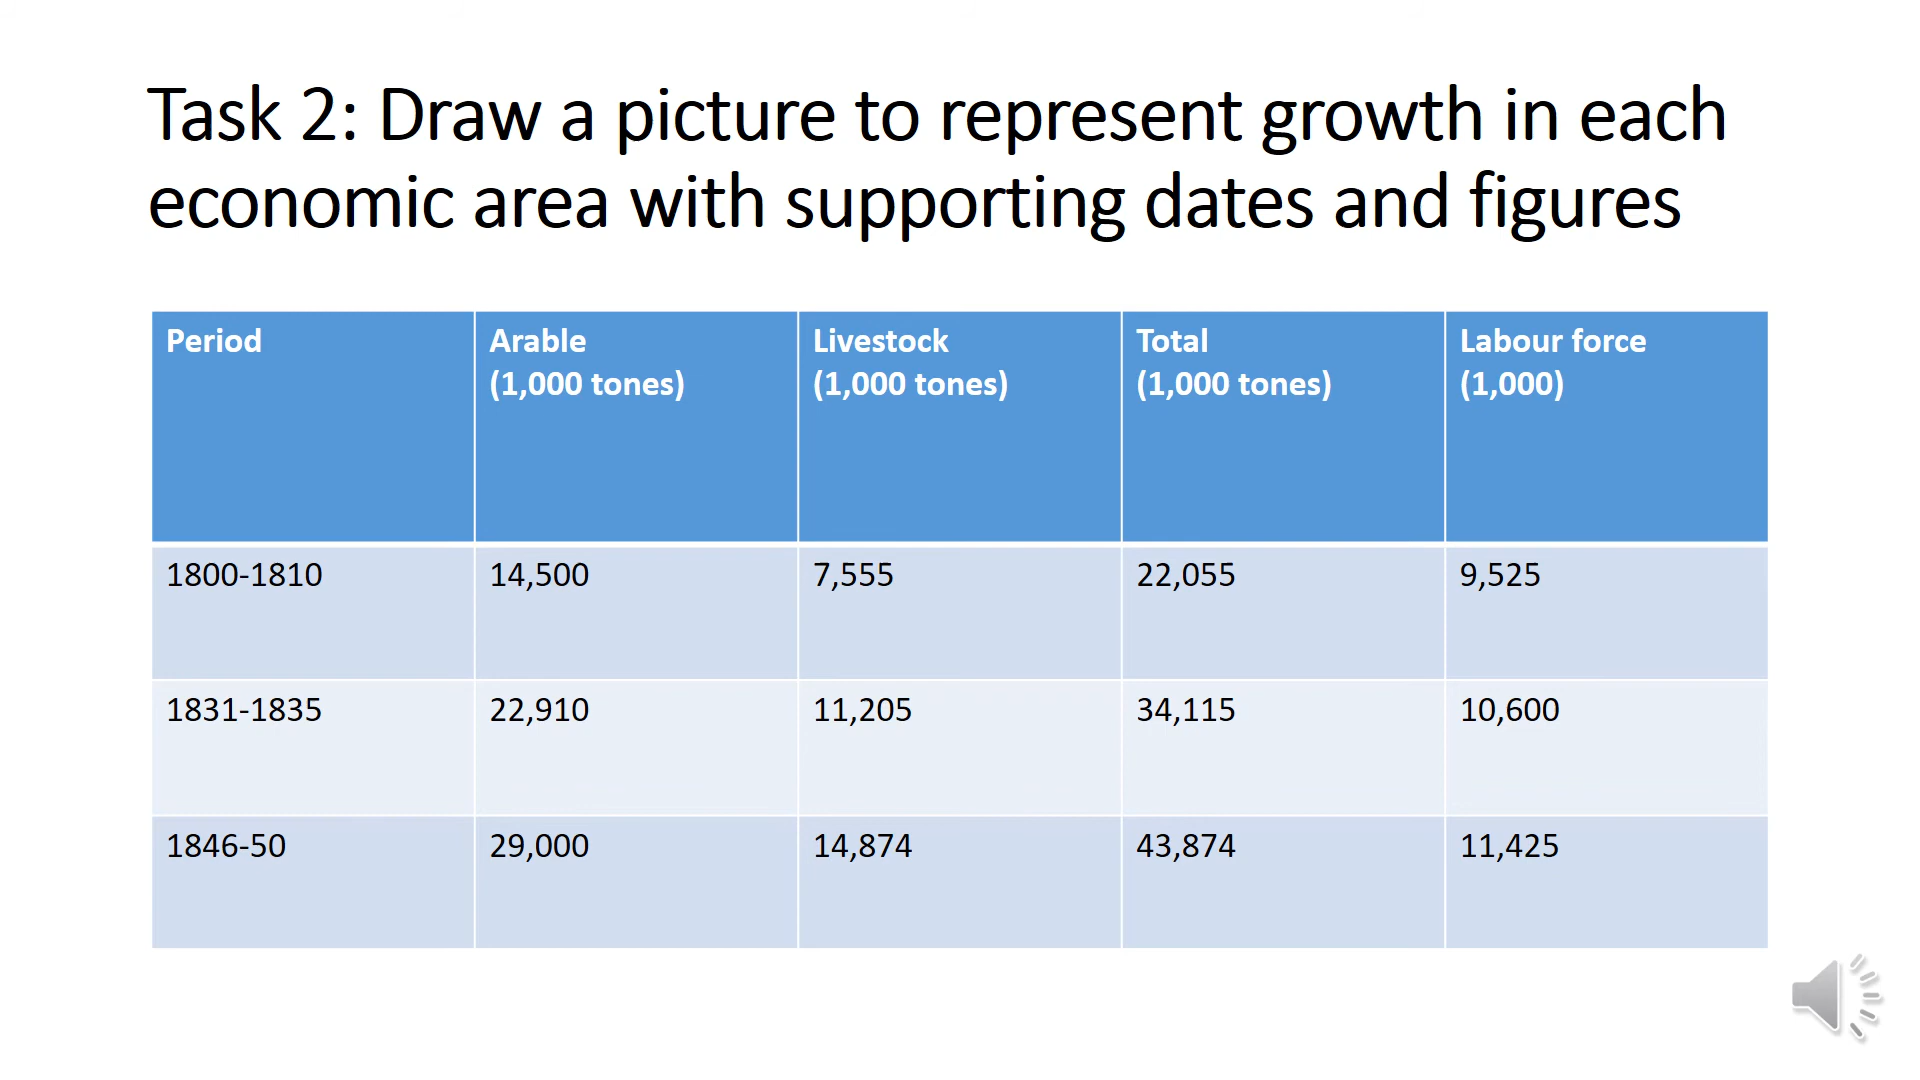 Task 2: Draw a picture to represent growth in each
economic area with supporting dates and figures
Period Arable Livestock Total Labour force
(1,000 tones) (1,000 tones) (1,000 tones) (1,000)
1800-1810 14,500 7,555 22,055 9,525
1831-1835 22,910 11,205 34,115 10,600
1846-50 29,000 14,874 43,874 11,425